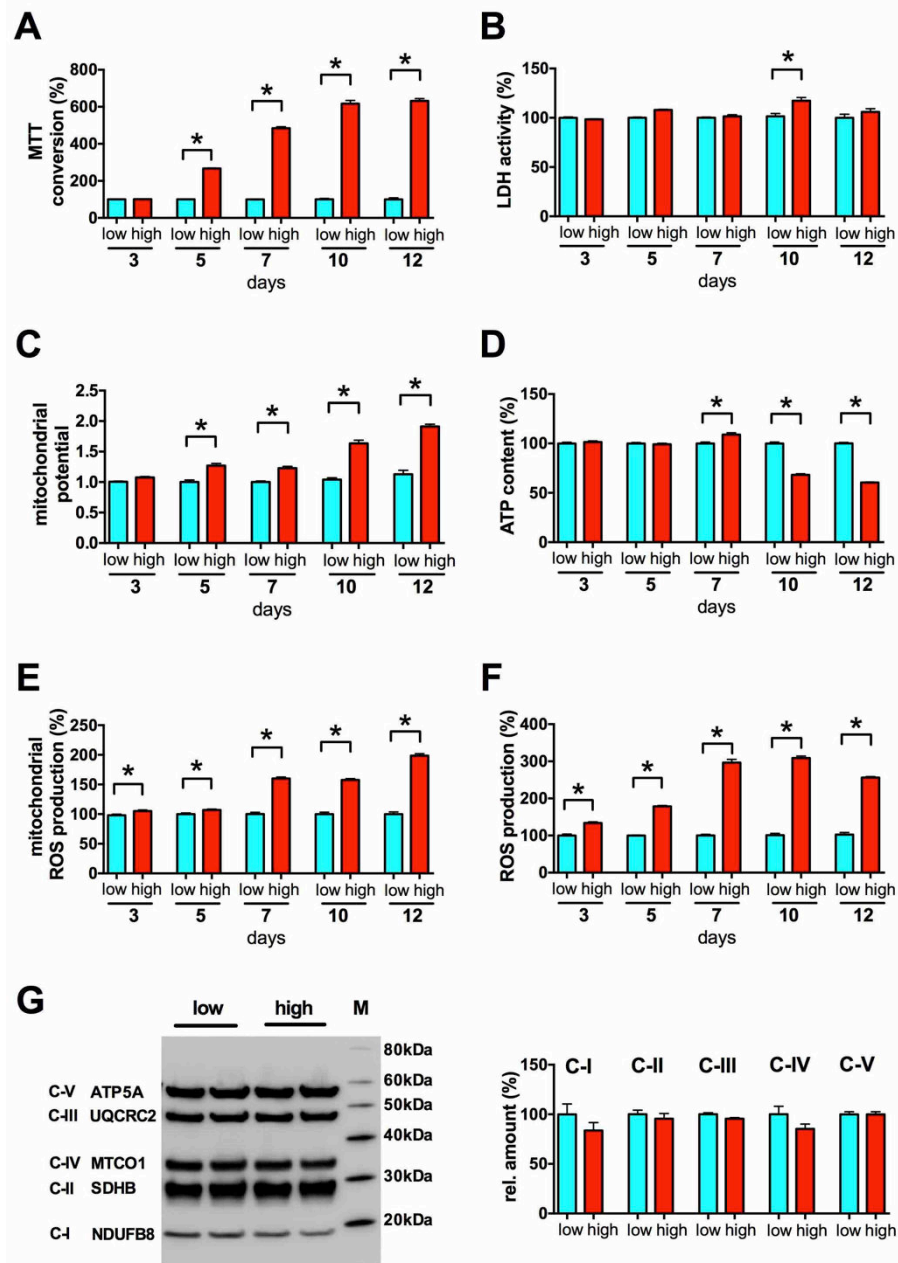 A
MTT
conversion (%)
800
600
400
200
0
* * * *
low high low high low high low high low high
3 5 7 10 12
days
B
LDH activity (%)
150
100
50
0
*
low high low high low high low high low high
3 5 7 10 12
days
C
mitochondrial
potential
2.5
2.0
1.5
1.0
0.5
0.0
* * * *
low high low high low high low high low high
3 5 7 10 12
days
D
ATP content (%)
150
100
50
0
* * *
low high low high low high low high low high
3 5 7 10 12
days
E
mitochondrial
ROS production (%)
250
200
150
100
50
0
* * * * *
low high low high low high low high low high
3 5 7 10 12
days
F
ROS production (%)
400
300
200
100
0
* * * * *
low high low high low high low high low high
3 5 7 10 12
days
G
low high M
80kDa
60kDa
50kDa
40kDa
30kDa
20kDa
C-V ATP5A
C-III UQCRC2
C-IV MTCO1
C-II SDHB
C-I NDUFB8
rel. amount (%)
150
100
50
0
C-I C-II C-III C-IV C-V
low high low high low high low high low high